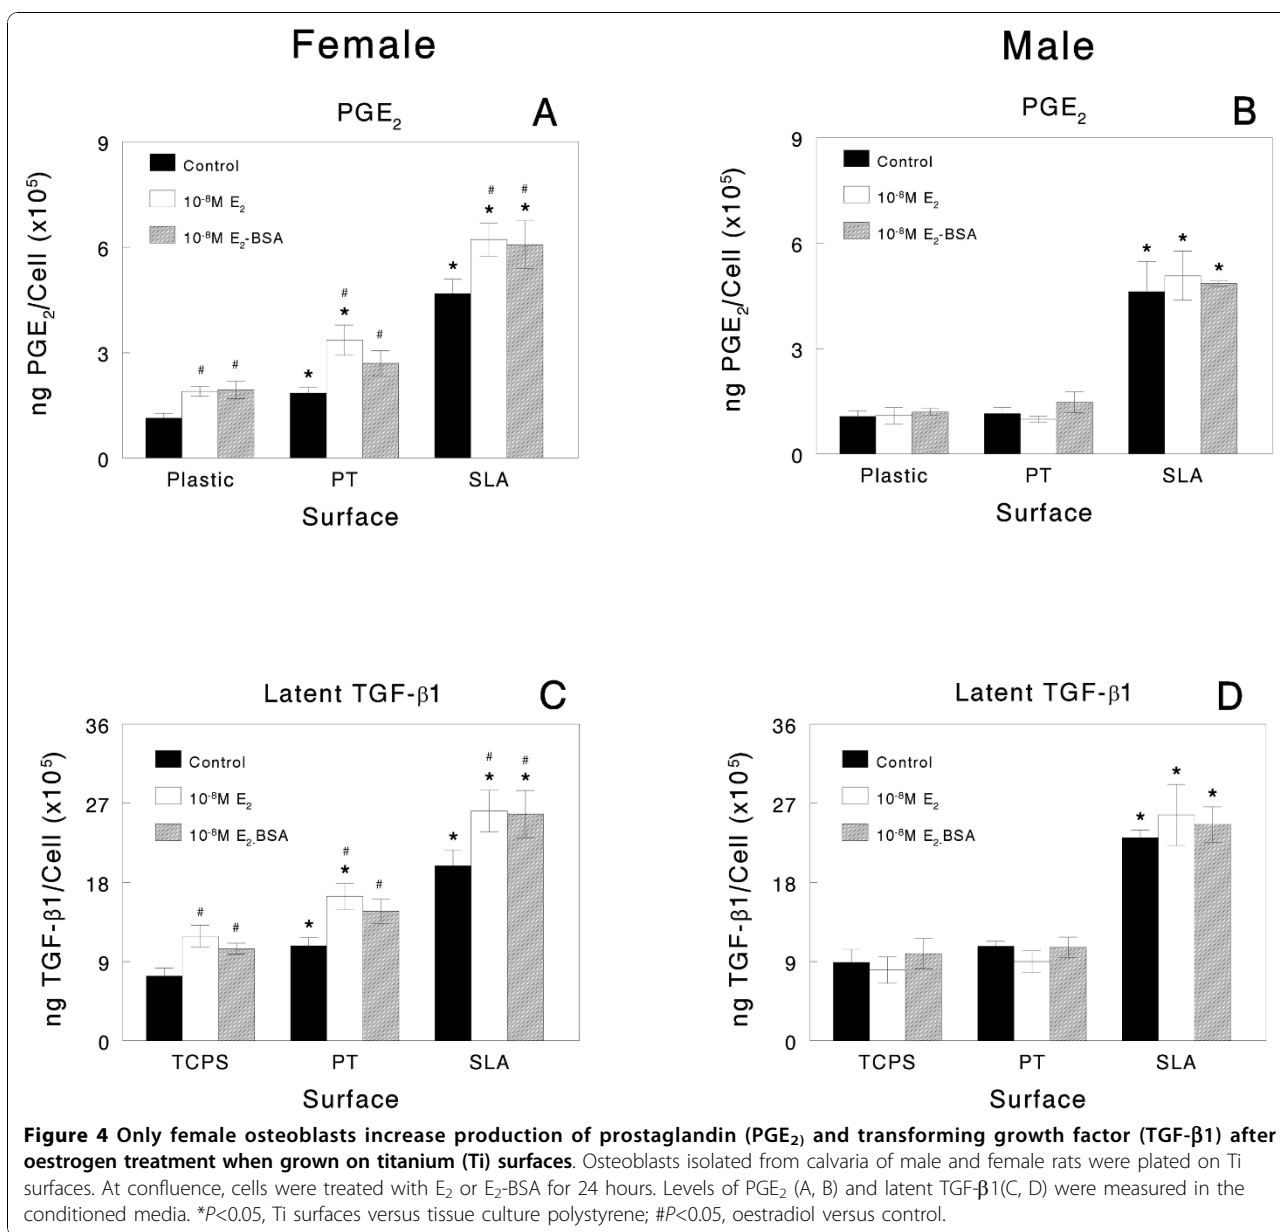 Female
Male
PGE2
A
ng PGE2/Cell (x10^5)
9
6
3
0
Control
10^-8M E2
10^-8M E2-BSA
# # * # * # * * # * #
Plastic PT SLA
Surface
PGE2
B
ng PGE2/Cell (x10^5)
9
6
3
0
Control
10^-8M E2
10^-8M E2-BSA
* * *
Plastic PT SLA
Surface
Latent TGF-β1
C
ng TGF-β1/Cell (x10^5)
36
27
18
9
0
Control
10^-8M E2
10^-8M E2-BSA
# # * # * # * # * # *
TCPS PT SLA
Surface
Latent TGF-β1
D
ng TGF-β1/Cell (x10^5)
36
27
18
9
0
Control
10^-8M E2
10^-8M E2-BSA
* * *
TCPS PT SLA
Surface
Figure 4 Only female osteoblasts increase production of prostaglandin (PGE2) and transforming growth factor (TGF-β1) after
oestrogen treatment when grown on titanium (Ti) surfaces. Osteoblasts isolated from calvaria of male and female rats were plated on Ti
surfaces. At confluence, cells were treated with E2 or E2-BSA for 24 hours. Levels of PGE2 (A, B) and latent TGF-β1(C, D) were measured in the
conditioned media. *P<0.05, Ti surfaces versus tissue culture polystyrene; #P<0.05, oestradiol versus control.